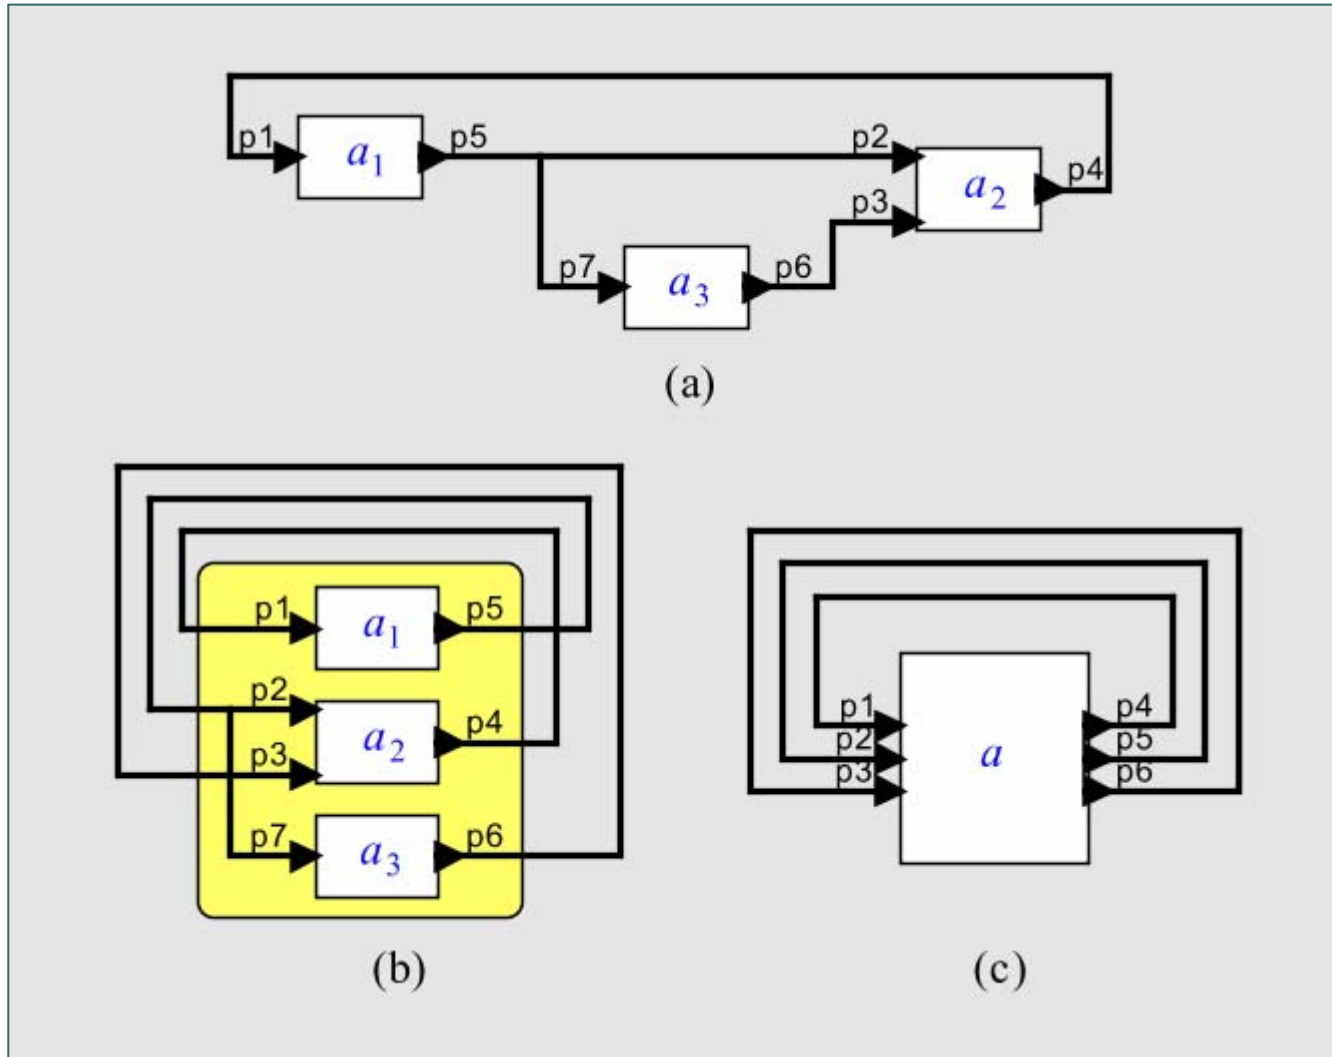 p1 a1 p5 p2 a2 p4
p3
p7 a3 p6
(a)
p1 a1 p5
p2 a2 p4
p3
p7 a3 p6
(b)
p1 a p4
p2 p5
p3 p6
(c)